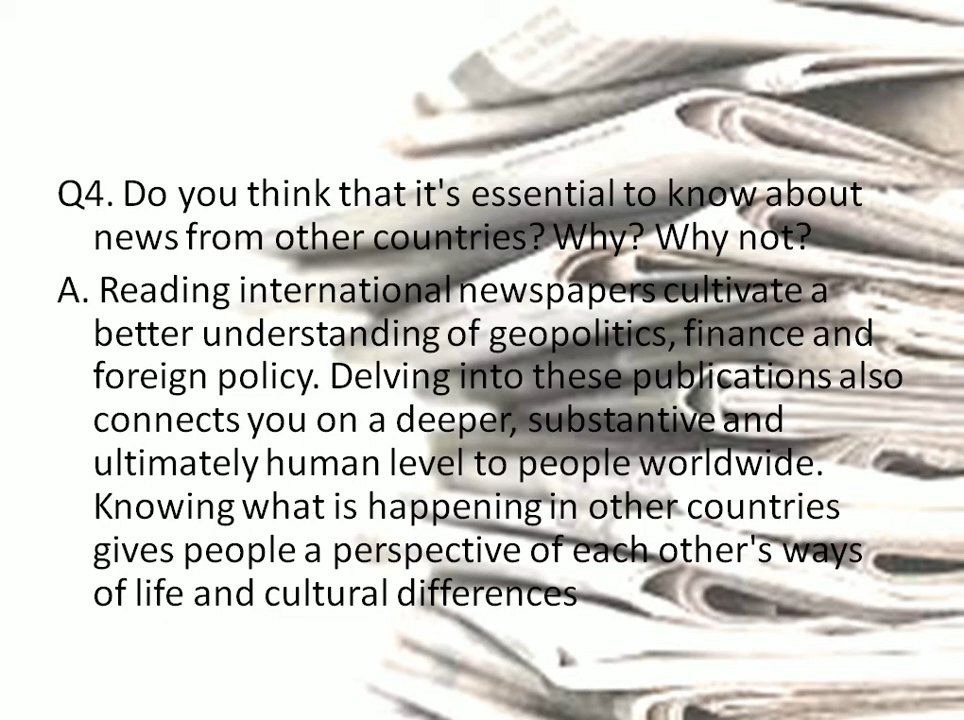 Q4. Do you think that it's essential to know about
news from other countries? Why? Why not?
A. Reading international newspapers cultivate a
better understanding of geopolitics, finance and
foreign policy. Delving into these publications also
connects you on a deeper, substantive and
ultimately human level to people worldwide.
Knowing what is happening in other countries
gives people a perspective of each other's ways
of life and cultural differences